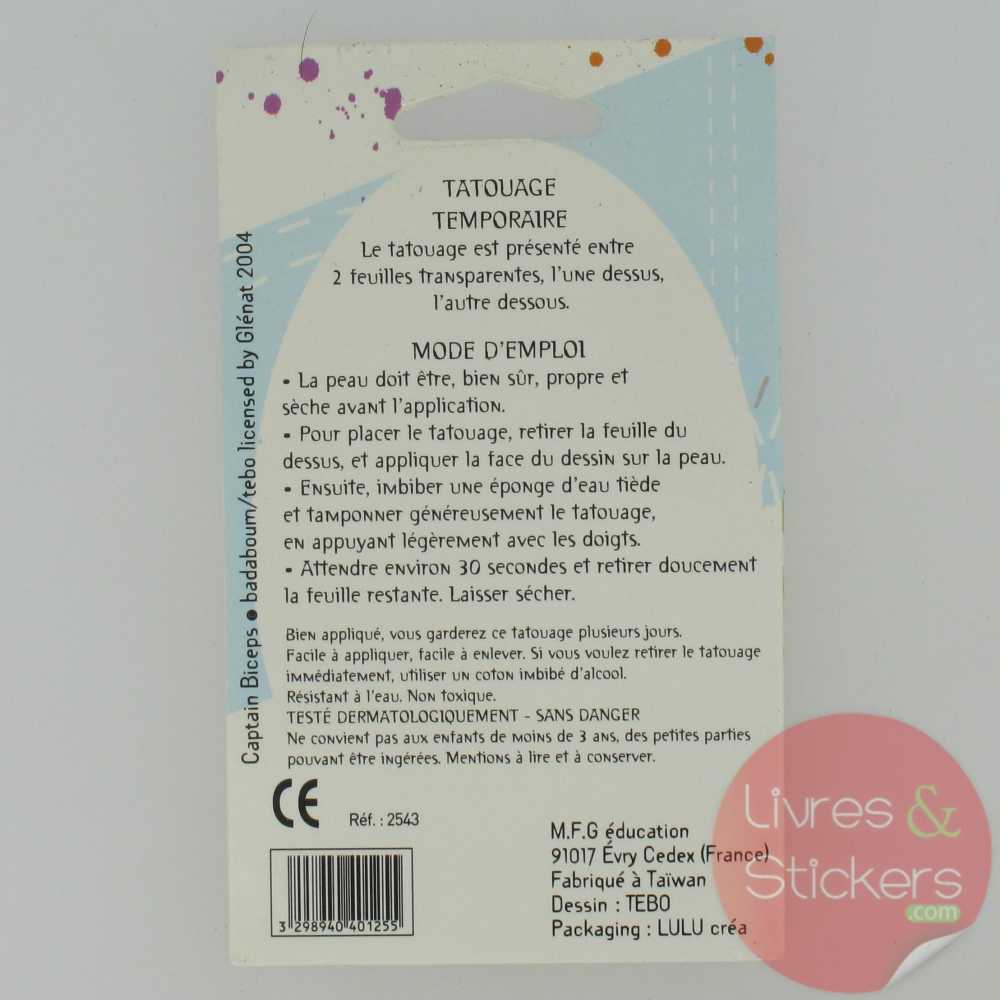 TATOUAGE
TEMPORAIRE
Le tatouage est présenté entre
2 feuilles transparentes, l'une dessus,
l'autre dessous.
MODE D'EMPLOI
• La peau doit être, bien sûr, propre et
sèche avant l'application.
• Pour placer le tatouage, retirer la feuille du
dessus, et appliquer la face du dessin sur la peau.
• Ensuite, imbiber une éponge d'eau tiède
et tamponner généreusement le tatouage,
en appuyant légèrement avec les doigts.
• Attendre environ 30 secondes et retirer doucement
la feuille restante. Laisser sécher.
Bien appliqué, vous garderez ce tatouage plusieurs jours.
Facile à appliquer, facile à enlever. Si vous voulez retirer le tatouage
immédiatement, utiliser un coton imbibé d'alcool.
Résistant à l'eau. Non toxique.
TESTÉ DERMATOLOGIQUEMENT - SANS DANGER
Ne convient pas aux enfants de moins de 3 ans, des petites parties
pouvant être ingérées. Mentions à lire et à conserver.
CE
Réf. : 2543
3 298940 401255
M.F.G éducation
91017 Évry Cedex (France)
Fabriqué à Taïwan
Dessin : TEBO
Packaging : LULU créa
Captain Biceps • badaboum/tebo licensed by Glénat 2004
Livres &
Stickers
.com